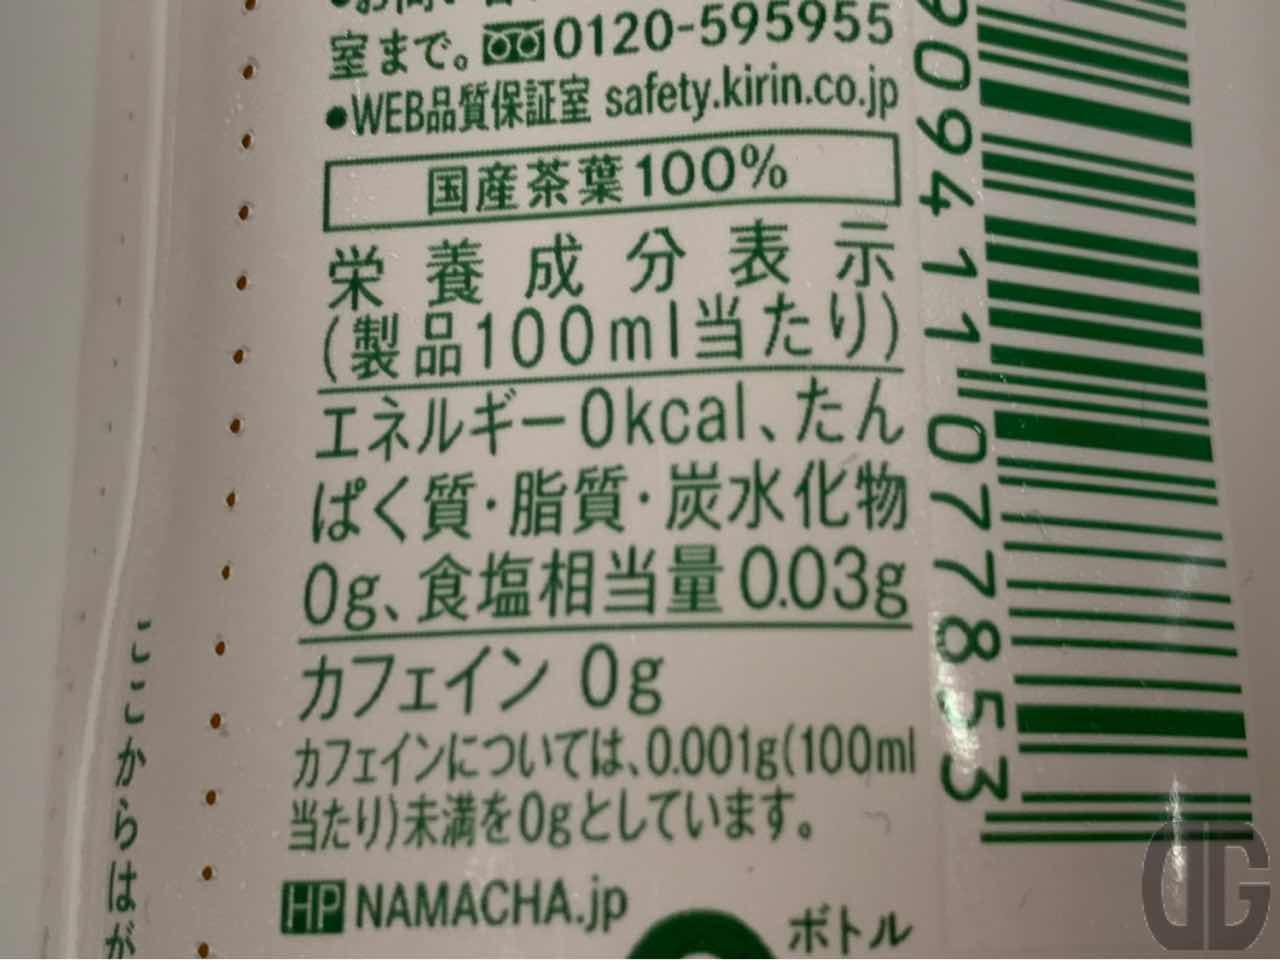 室まで。 0120-595955
●WEB品質保証室 safety.kirin.co.jp
国産茶葉100%
栄養成分表示
(製品100ml当たり)
エネルギー0kcal、たん
ぱく質・脂質・炭水化物
0g、食塩相当量0.03g
カフェイン 0g
カフェインについては、0.001g(100ml
当たり)未満を0gとしています。
HP NAMACHA.jp
ボトル
909411077853
ここからはが
DG